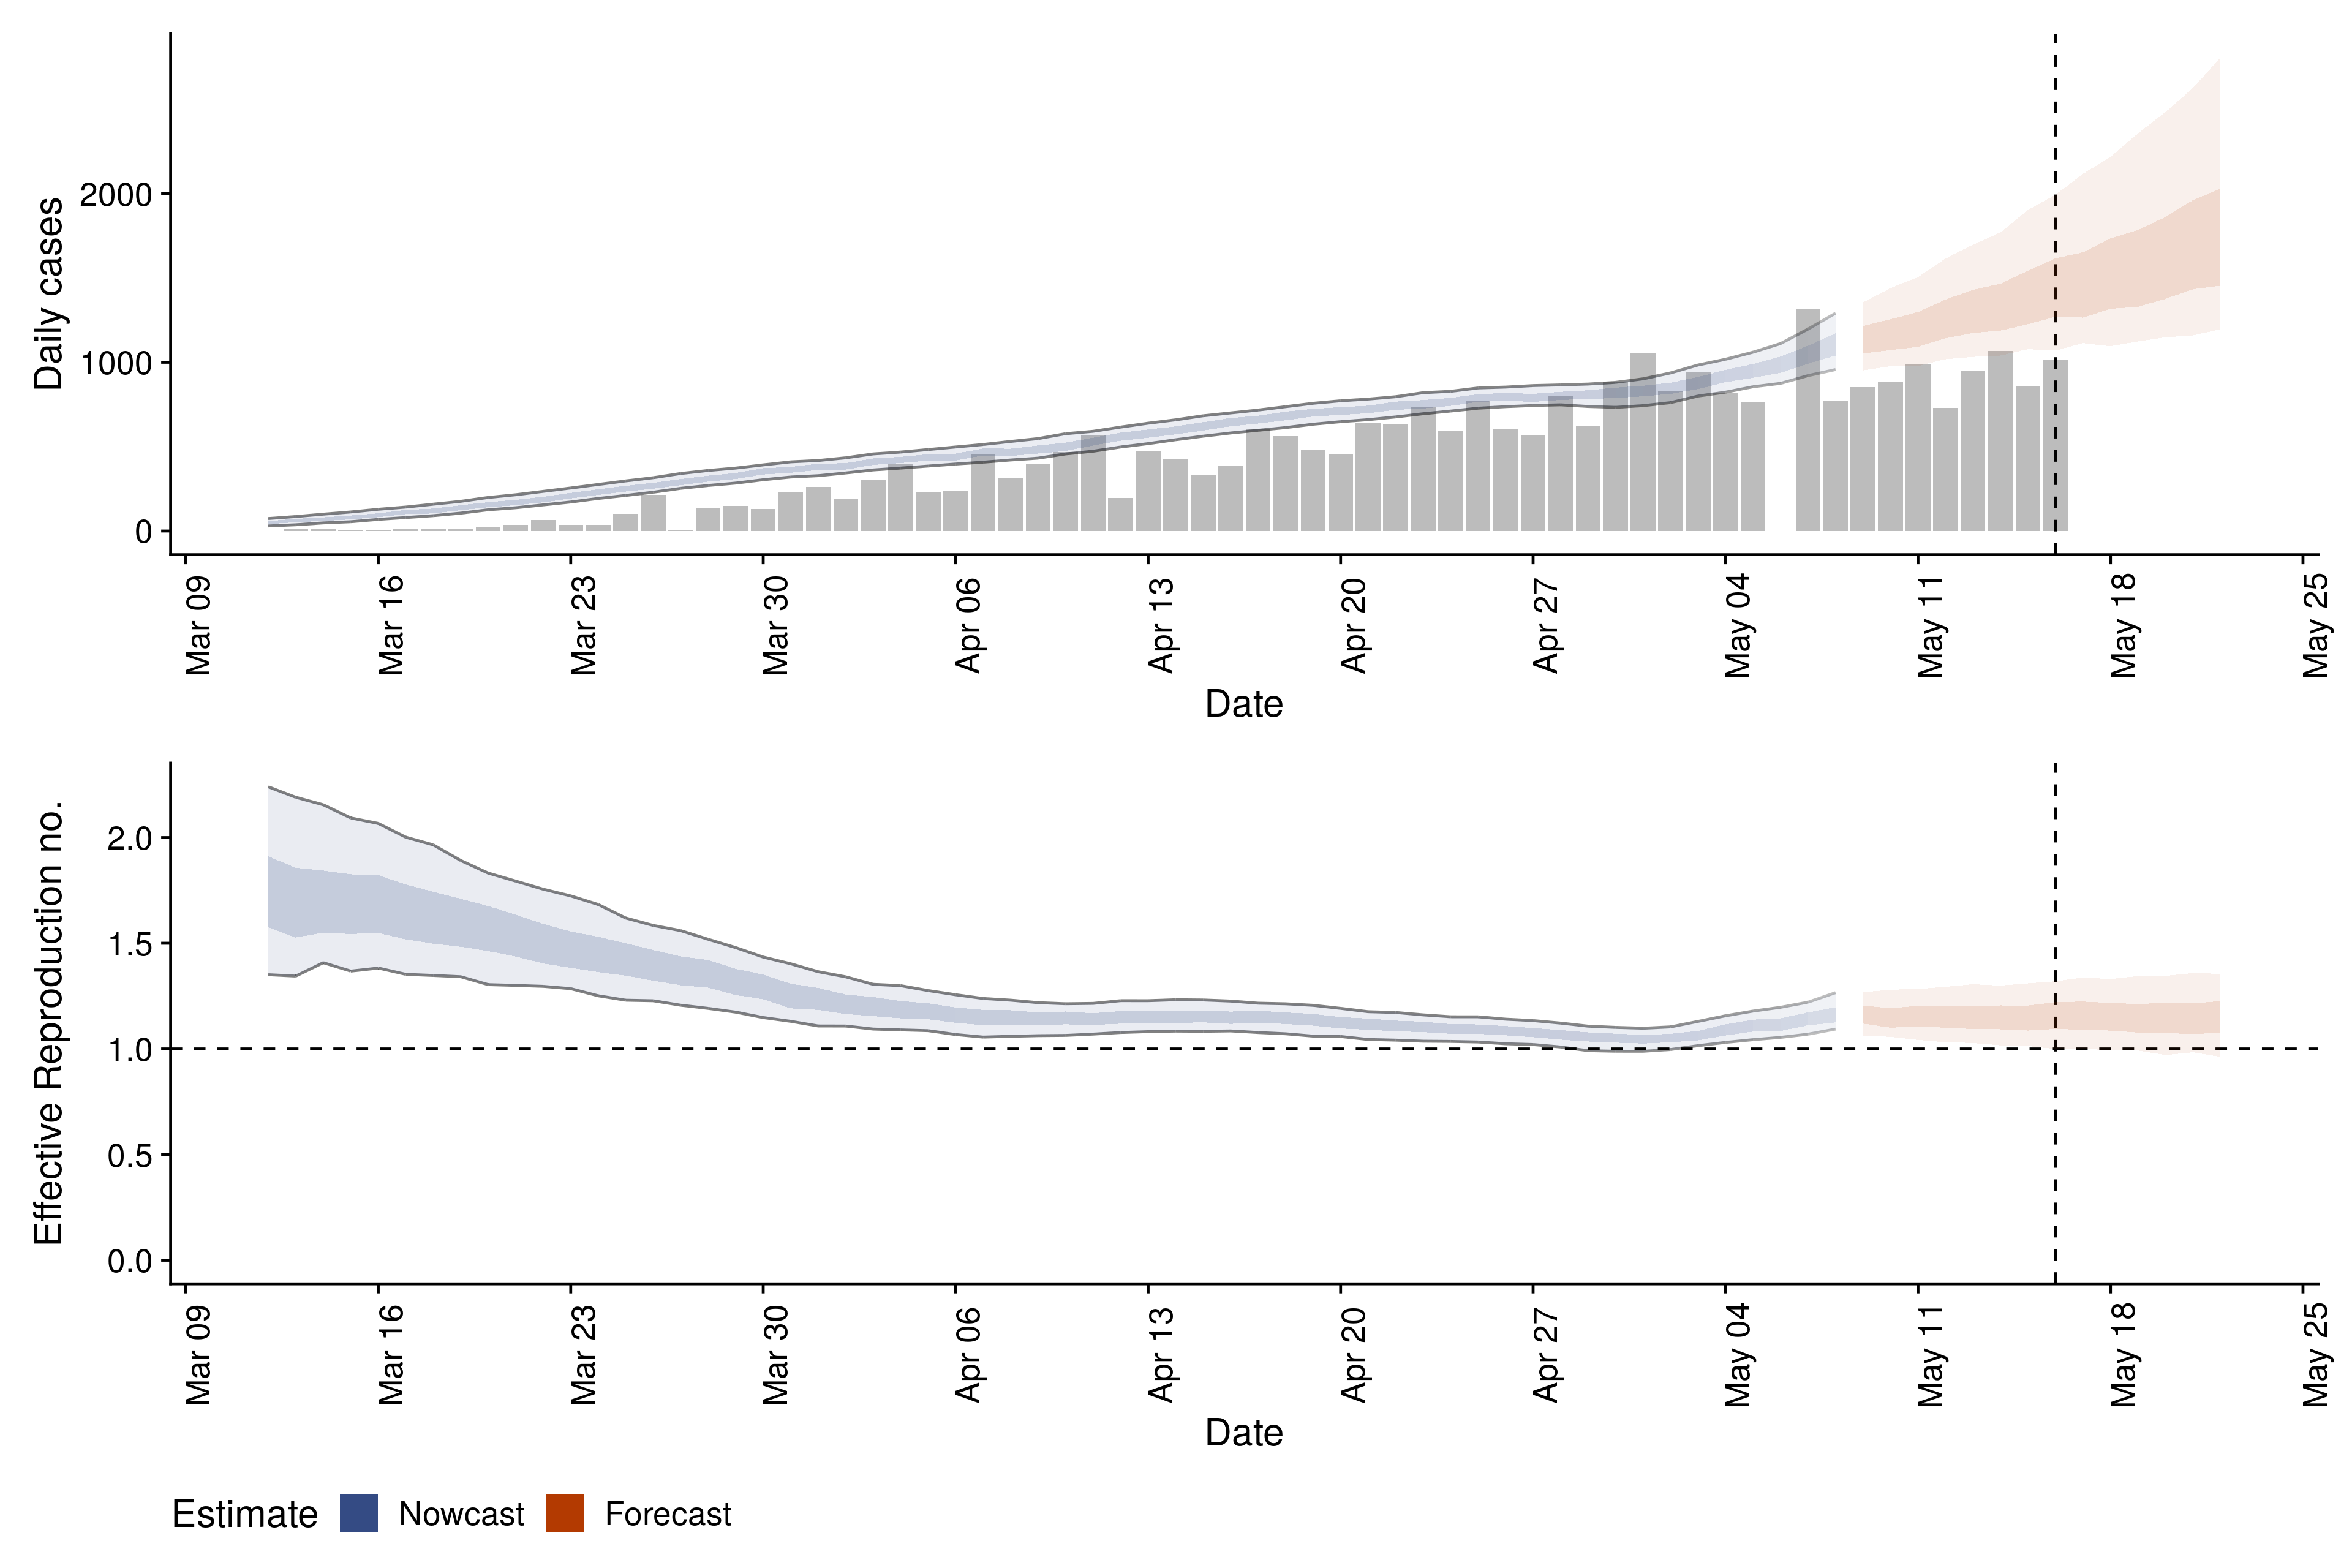 Daily cases
2000
1000
0
Mar 09
Mar 16
Mar 23
Mar 30
Apr 06
Apr 13
Apr 20
Apr 27
May 04
May 11
May 18
May 25
Date
Effective Reproduction no.
2.0
1.5
1.0
0.5
0.0
Mar 09
Mar 16
Mar 23
Mar 30
Apr 06
Apr 13
Apr 20
Apr 27
May 04
May 11
May 18
May 25
Date
Estimate Nowcast Forecast